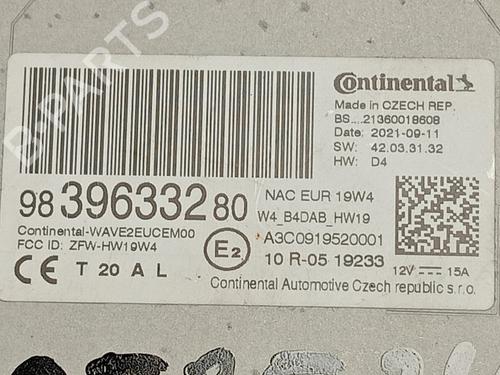 Continental
Made in CZECH REP.
BS....21360018608
Date: 2021-09-11
SW: 42.03.31.32
HW: D4
98 396332 80
NAC EUR 19W4
W4_B4DAB_HW19
Continental-WAVE2EUCEM00
FCC ID: ZFW-HW19W4
E2
A3C0919520001
10 R-05 19233
CE T 20 A L
12V 15A
Continental Automotive Czech republic s.r.o.
B-PARTS